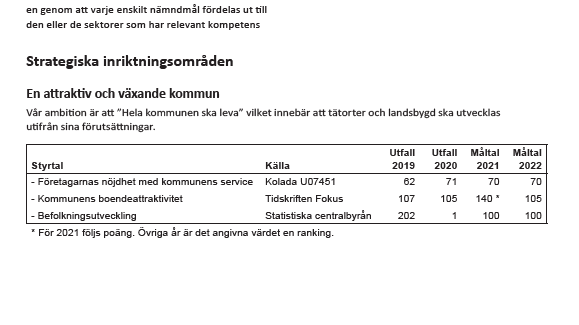 en genom att varje enskilt nämndmål fördelas ut till
den eller de sektorer som har relevant kompetens
Strategiska inriktningsområden
En attraktiv och växande kommun
Vår ambition är att ”Hela kommunen ska leva” vilket innebär att tätorter och landsbygd ska utvecklas
utifrån sina förutsättningar.
Utfall Utfall Måltal Måltal
Styrtal Källa 2019 2020 2021 2022
- Företagarnas nöjdhet med kommunens service Kolada U07451 62 71 70 70
- Kommunens boendeattraktivitet Tidskriften Fokus 107 105 140 * 105
- Befolkningsutveckling Statistiska centralbyrån 202 1 100 100
* För 2021 följs poäng. Övriga år är det angivna värdet en ranking.